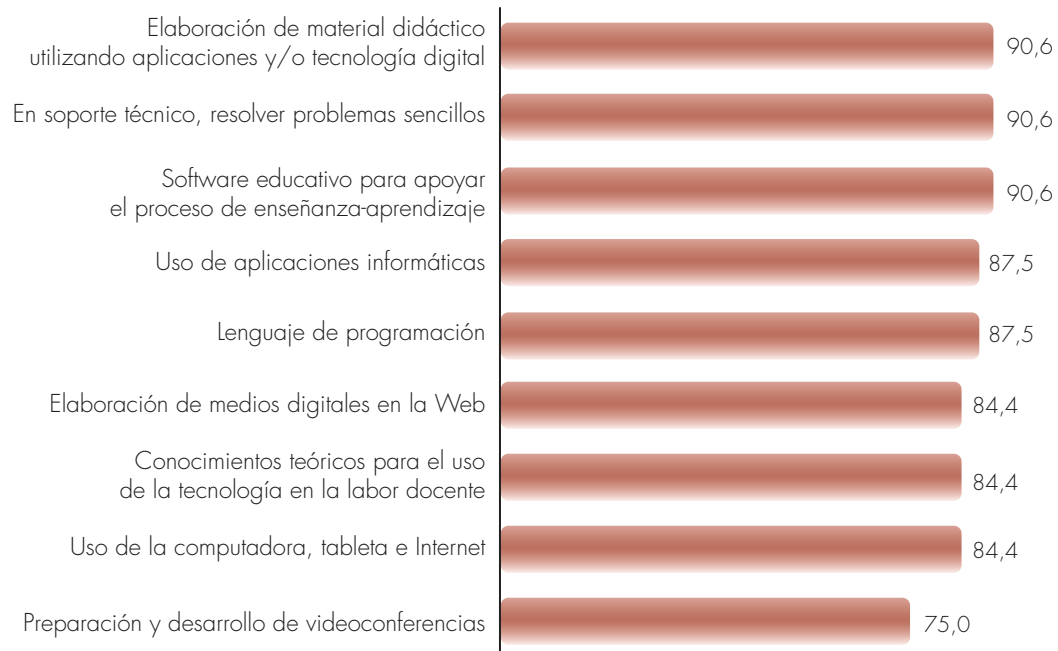 Elaboración de material didáctico
utilizando aplicaciones y/o tecnología digital
90,6
En soporte técnico, resolver problemas sencillos
90,6
Software educativo para apoyar
el proceso de enseñanza-aprendizaje
90,6
Uso de aplicaciones informáticas
87,5
Lenguaje de programación
87,5
Elaboración de medios digitales en la Web
84,4
Conocimientos teóricos para el uso
de la tecnología en la labor docente
84,4
Uso de la computadora, tableta e Internet
84,4
Preparación y desarrollo de videoconferencias
75,0